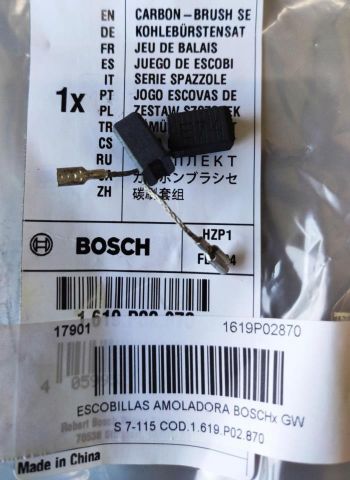 EN CARBON-BRUSH SE
DE KOHLEBÜRSTENSAT
FR JEU DE BALAIS
ES JUEGO DE ESCOBI
IT SERIE SPAZZOLE
1x
PT JOGO ESCOVAS DE
PL ZESTAW
TR
CS
RU
カーボンブラシセ
ZH 碳刷套组
BOSCH
HZP1
17901
1619P02870
ESCOBILLAS AMOLADORA BOSCHx GW
S 7-115 COD.1.619.P02.870
Robert
Made in China